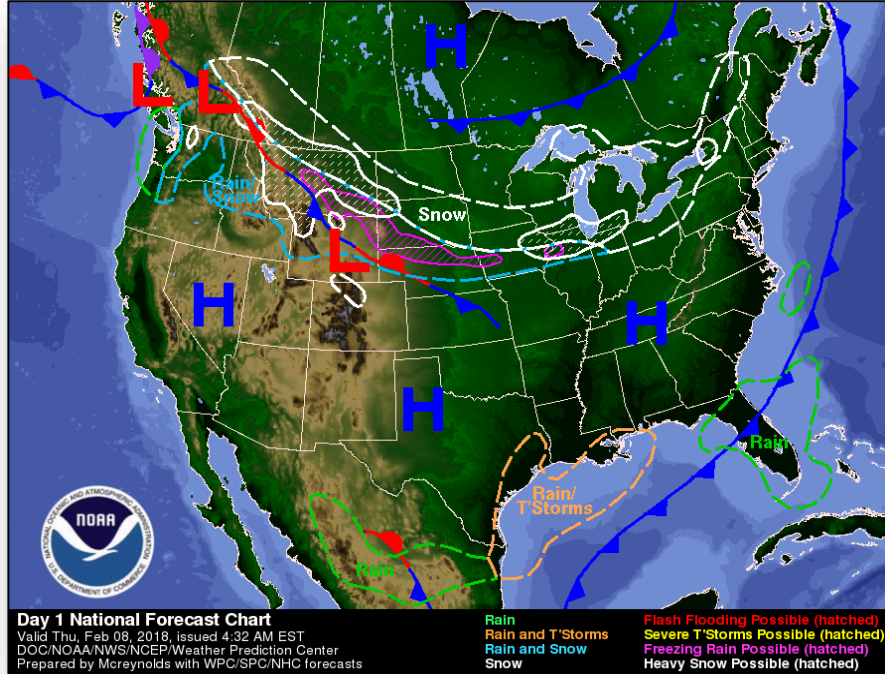 H
L
L
Rain/
Snow
Snow
L
H
H
H
Rain
Rain/
T'Storms
Rain
NATIONAL OCEANIC AND ATMOSPHERIC ADMINISTRATION
NOAA
U.S. DEPARTMENT OF COMMERCE
Day 1 National Forecast Chart
Valid Thu, Feb 08, 2018, issued 4:32 AM EST
DOC/NOAA/NWS/NCEP/Weather Prediction Center
Prepared by Mcreynolds with WPC/SPC/NHC forecasts
Rain
Rain and T'Storms
Rain and Snow
Snow
Flash Flooding Possible (hatched)
Severe T'Storms Possible (hatched)
Freezing Rain Possible (hatched)
Heavy Snow Possible (hatched)